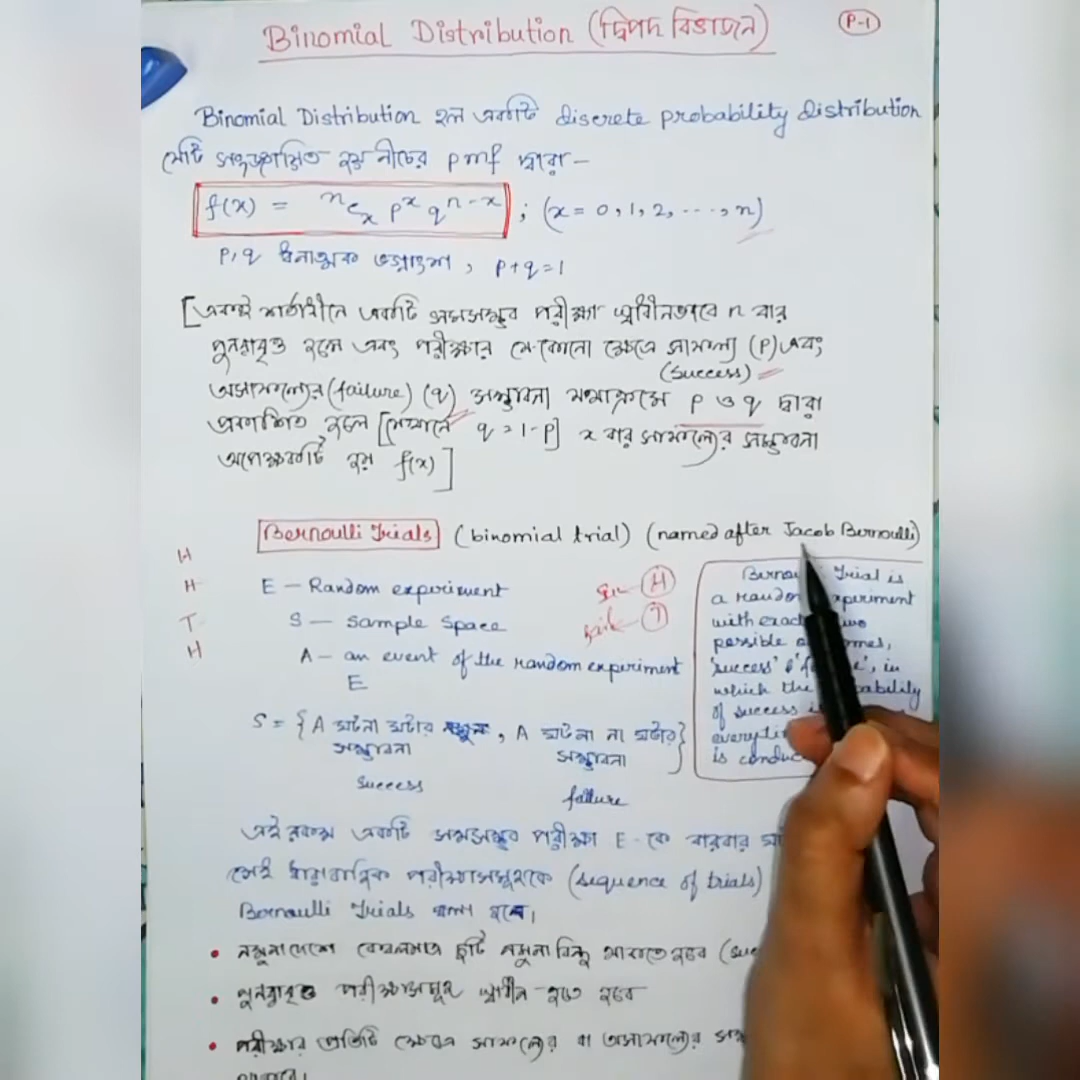 Binomial Distribution (দ্বিপদ বিভাজন)
P-1
Binomial Distribution হল একটি discrete probability distribution
যেটি সংজ্ঞায়িত হয় নীচের pmf দ্বারা —
f(x) = ⁿCₓ pˣ qⁿ⁻ˣ ; (x = 0, 1, 2, ...., n)
p, q ধনাত্মক ভগ্নাংশ, p+q=1
[একই শর্তাধীনে একটি সমসম্ভব পরীক্ষা স্বাধীনভাবে n বার
পুনরাবৃত্ত হলে এবং পরীক্ষার যে-কোনো ক্ষেত্রে সাফল্য (p) এবং
(success)
অসাফল্যের (failure) (q) সম্ভাবনা যথাক্রমে p ও q দ্বারা
প্রকাশিত হলে [যেখানে q = 1-p] x বার সাফল্যের সম্ভাবনা
অপেক্ষকটি হয় f(x)]
Bernoulli Trials (binomial trial) (named after Jacob Bernoulli)
H
H
T
H
E — Random experiment
S — Sample Space
A — an event of the random experiment
E
H
T
Trial is
a random experiment
with exactly two
possible
'success' &
which the
of success
is
S = {A ঘটনা ঘটার সম্ভাবনা, A ঘটনা না ঘটার সম্ভাবনা}
success
failure
এই রকম একটি সমসম্ভব পরীক্ষা E-কে বারবার
সেই ধারাবাহিক পরীক্ষাসমূহকে (sequence of trials)
Bernoulli Trials বলা হবে।
• নমুনাদেশে কেবলমাত্র দুটি নমুনা বিন্দু থাকতে হবে
• পুনরাবৃত্ত পরীক্ষাসমূহ স্বাধীন হতে হবে
• পরীক্ষার প্রতিটি ক্ষেত্রে সাফল্যের বা অসাফল্যের